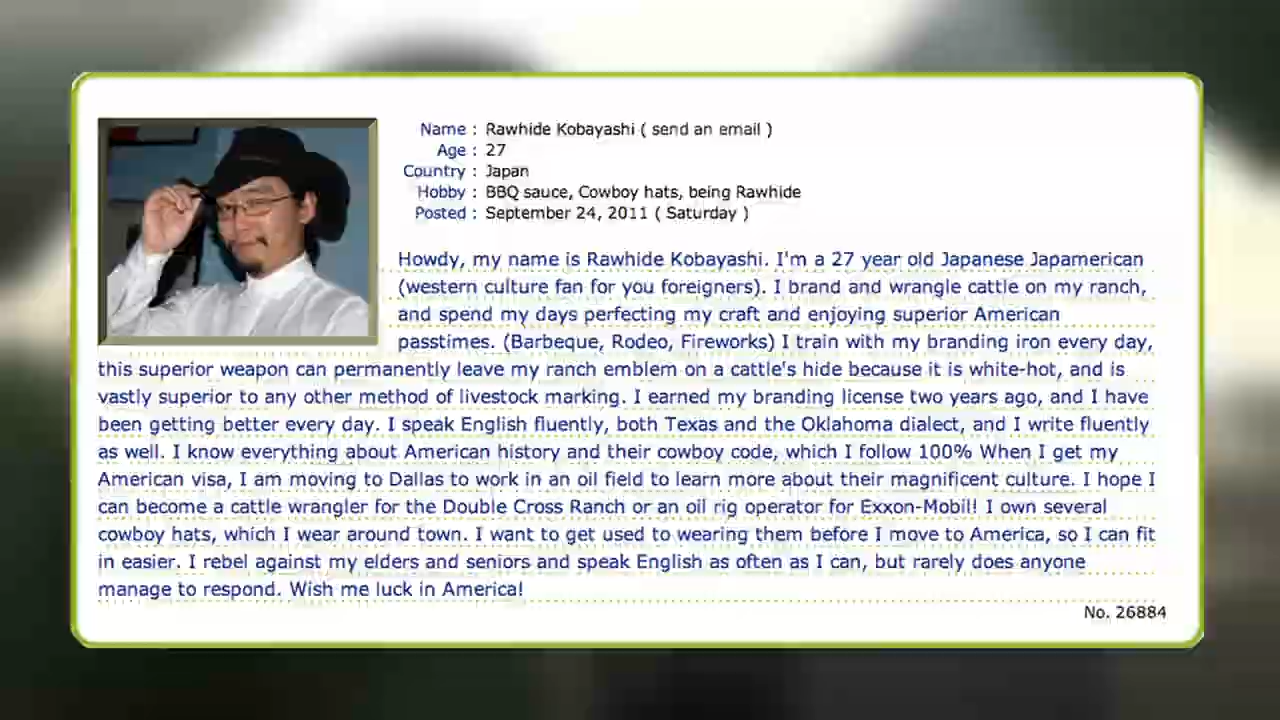 Name : Rawhide Kobayashi ( send an email )
Age : 27
Country : Japan
Hobby : BBQ sauce, Cowboy hats, being Rawhide
Posted : September 24, 2011 ( Saturday )
Howdy, my name is Rawhide Kobayashi. I'm a 27 year old Japanese Japamerican
(western culture fan for you foreigners). I brand and wrangle cattle on my ranch,
and spend my days perfecting my craft and enjoying superior American
passtimes. (Barbeque, Rodeo, Fireworks) I train with my branding iron every day,
this superior weapon can permanently leave my ranch emblem on a cattle's hide because it is white-hot, and is
vastly superior to any other method of livestock marking. I earned my branding license two years ago, and I have
been getting better every day. I speak English fluently, both Texas and the Oklahoma dialect, and I write fluently
as well. I know everything about American history and their cowboy code, which I follow 100% When I get my
American visa, I am moving to Dallas to work in an oil field to learn more about their magnificent culture. I hope I
can become a cattle wrangler for the Double Cross Ranch or an oil rig operator for Exxon-Mobil! I own several
cowboy hats, which I wear around town. I want to get used to wearing them before I move to America, so I can fit
in easier. I rebel against my elders and seniors and speak English as often as I can, but rarely does anyone
manage to respond. Wish me luck in America!
No. 26884